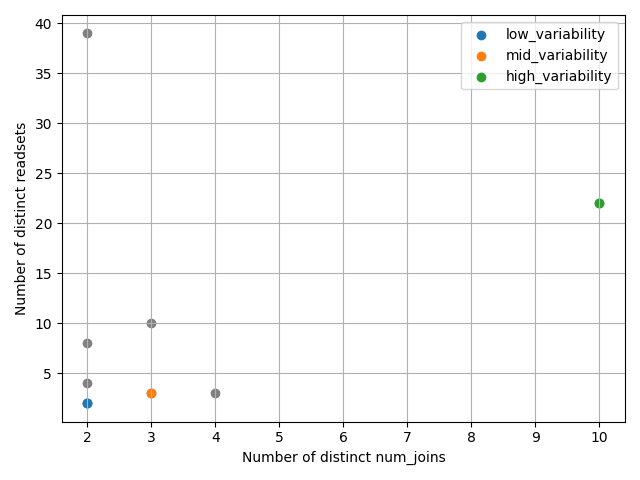 40
35
30
25
20
15
10
5
Number of distinct readsets
low_variability
mid_variability
high_variability
2 3 4 5 6 7 8 9 10
Number of distinct num_joins